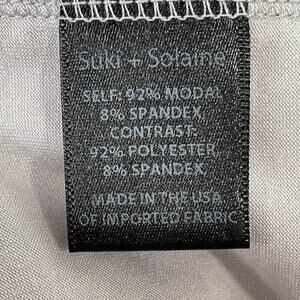 Suki + Solaine
SELF: 92% MODAL
8% SPANDEX
CONTRAST:
92% POLYESTER
8% SPANDEX
MADE IN THE USA
OF IMPORTED FABRIC